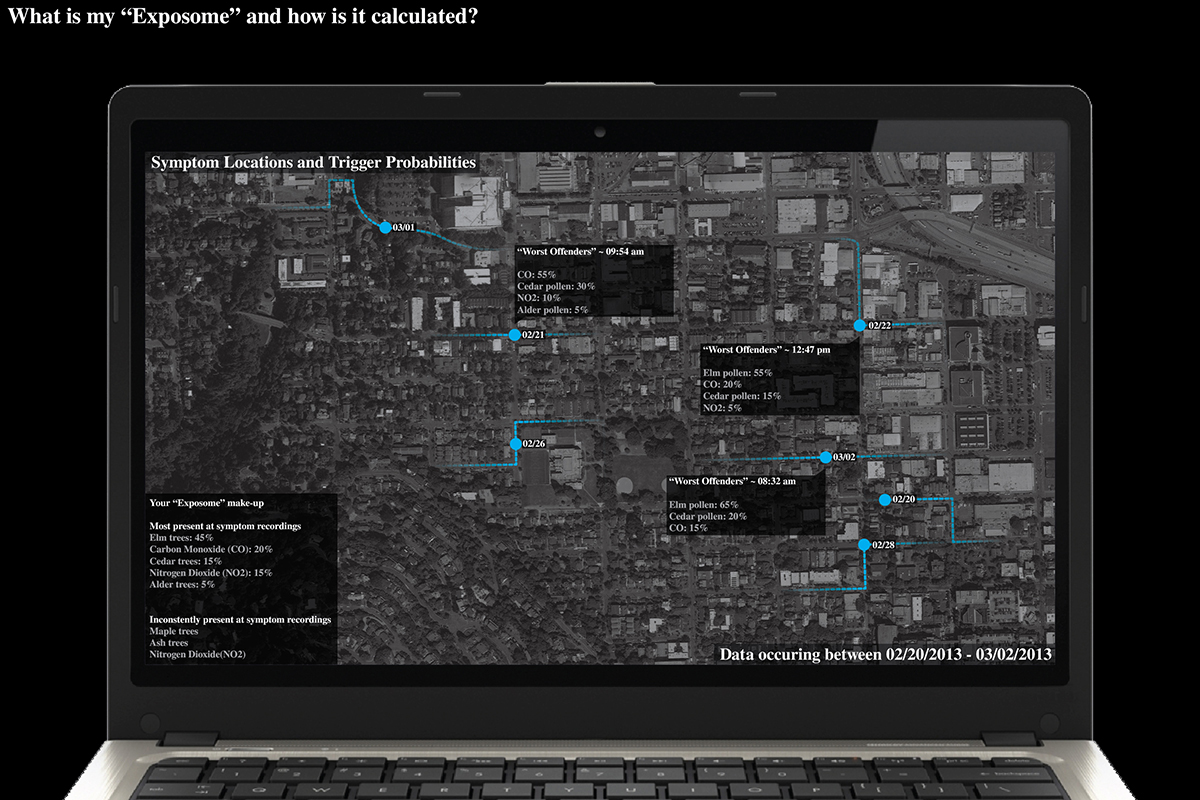 What is my “Exposome” and how is it calculated?
Symptom Locations and Trigger Probabilities
03/01
“Worst Offenders” ~ 09:54 am
CO: 55%
Cedar pollen: 30%
NO2: 10%
Alder pollen: 5%
02/21
02/22
“Worst Offenders” ~ 12:47 pm
Elm pollen: 55%
CO: 20%
Cedar pollen: 15%
NO2: 5%
02/26
03/02
“Worst Offenders” ~ 08:32 am
Elm pollen: 65%
Cedar pollen: 20%
CO: 15%
02/20
02/28
Your “Exposome” make-up
Most present at symptom recordings
Elm trees: 45%
Carbon Monoxide (CO): 20%
Cedar trees: 15%
Nitrogen Dioxide (NO2): 15%
Alder trees: 5%
Inconstently present at symptom recordings
Maple trees
Ash trees
Nitrogen Dioxide(NO2)
Data occuring between 02/20/2013 - 03/02/2013
Q W E R T Y U I O P